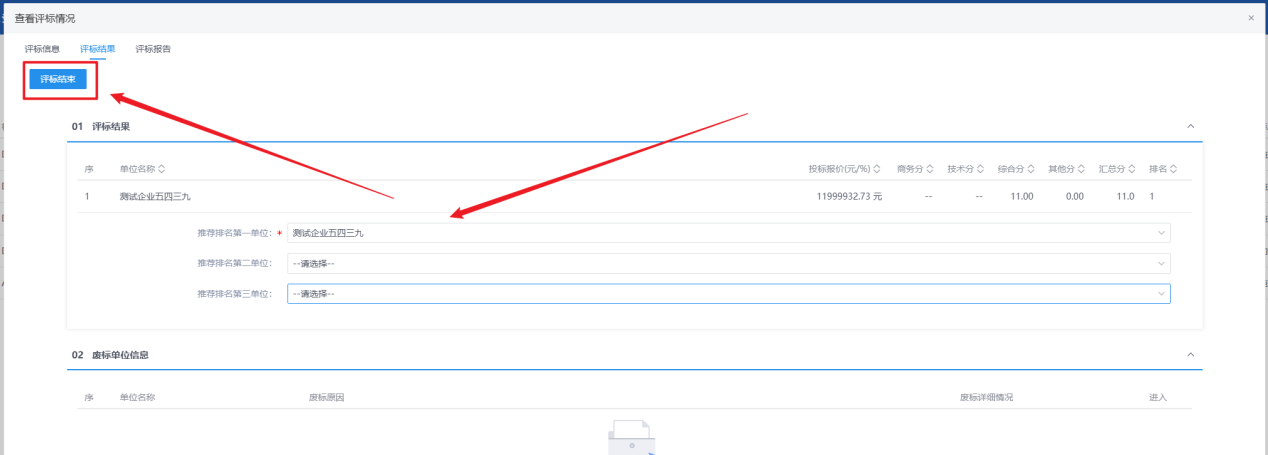 查看评标情况
×
评标信息 评标结果 评标报告
评标结束
01 评标结果
序 单位名称 投标报价(元/%) 商务分 技术分 综合分 其他分 汇总分 排名
1 测试企业五四三九 11999932.73 元 -- -- 11.00 0.00 11.0 1
推荐排名第一单位: * 测试企业五四三九
推荐排名第二单位: --请选择--
推荐排名第三单位: --请选择--
02 废标单位信息
序 单位名称 废标原因 废标详细情况 进入